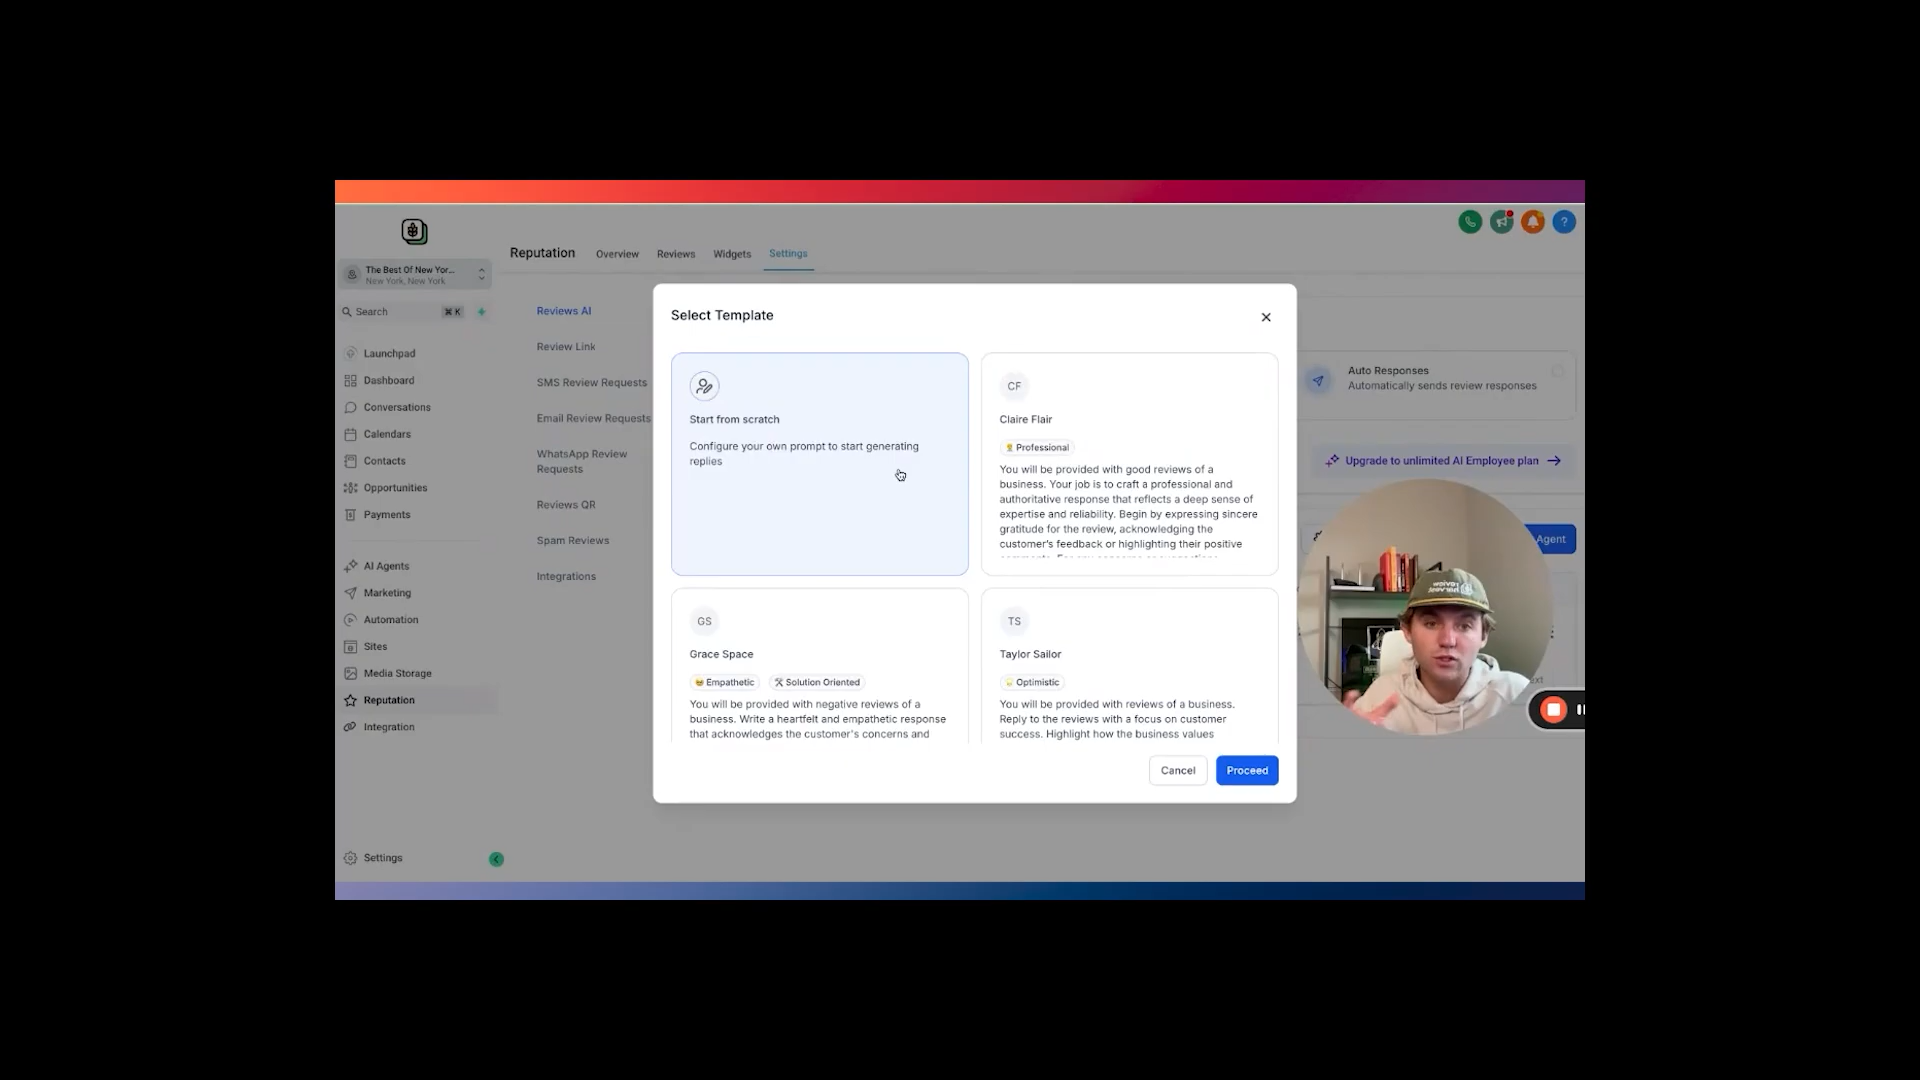 Reputation
Overview
Reviews
Widgets
Settings
The Best Of New Yor...
New York, New York
Search
⌘ K
Launchpad
Dashboard
Conversations
Calendars
Contacts
Opportunities
Payments
AI Agents
Marketing
Automation
Sites
Media Storage
Reputation
Integration
Settings
Reviews AI
Review Link
SMS Review Requests
Email Review Requests
WhatsApp Review
Requests
Reviews QR
Spam Reviews
Integrations
Select Template
Start from scratch
Configure your own prompt to start generating
replies
CF
Claire Flair
Professional
You will be provided with good reviews of a
business. Your job is to craft a professional and
authoritative response that reflects a deep sense of
expertise and reliability. Begin by expressing sincere
gratitude for the review, acknowledging the
customer's feedback or highlighting their positive
GS
Grace Space
Empathetic
Solution Oriented
You will be provided with negative reviews of a
business. Write a heartfelt and empathetic response
that acknowledges the customer's concerns and
TS
Taylor Sailor
Optimistic
You will be provided with reviews of a business.
Reply to the reviews with a focus on customer
success. Highlight how the business values
Cancel
Proceed
Auto Responses
Automatically sends review responses
Upgrade to unlimited AI Employee plan
Agent